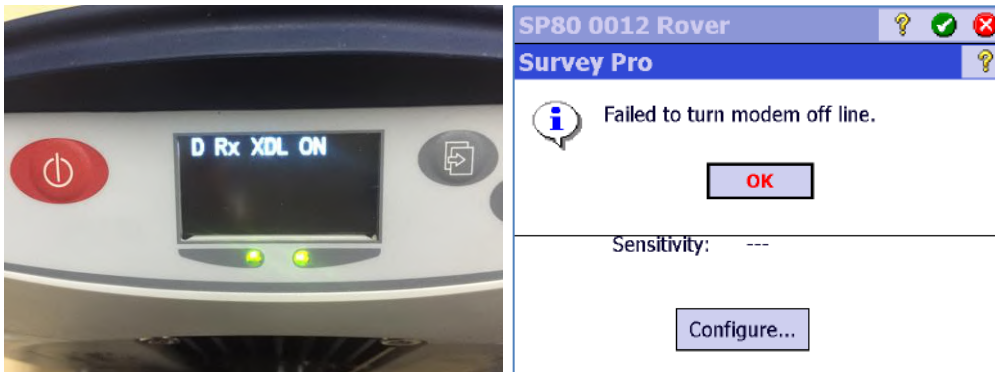 D Rx XDL ON
SP80 0012 Rover
Survey Pro
Failed to turn modem off line.
OK
Sensitivity: ---
Configure...